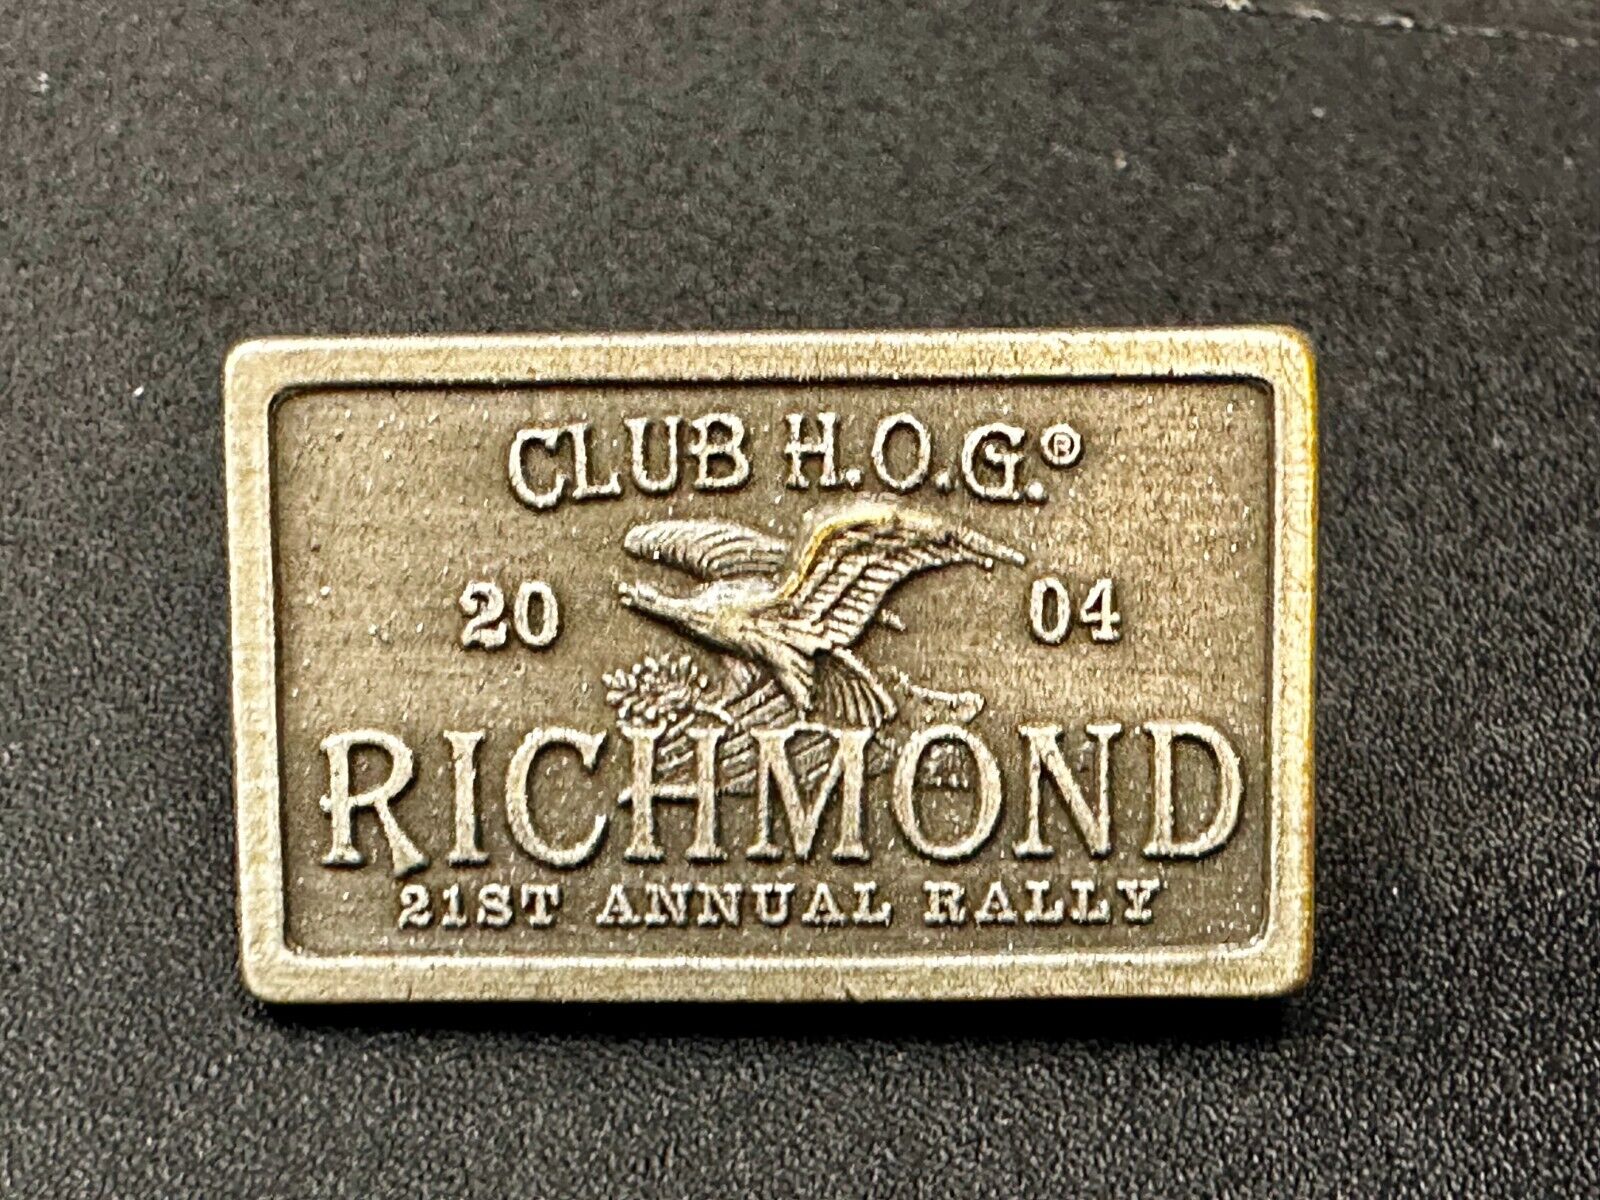 CLUB H.O.G.®
20 04
RICHMOND
21ST ANNUAL RALLY